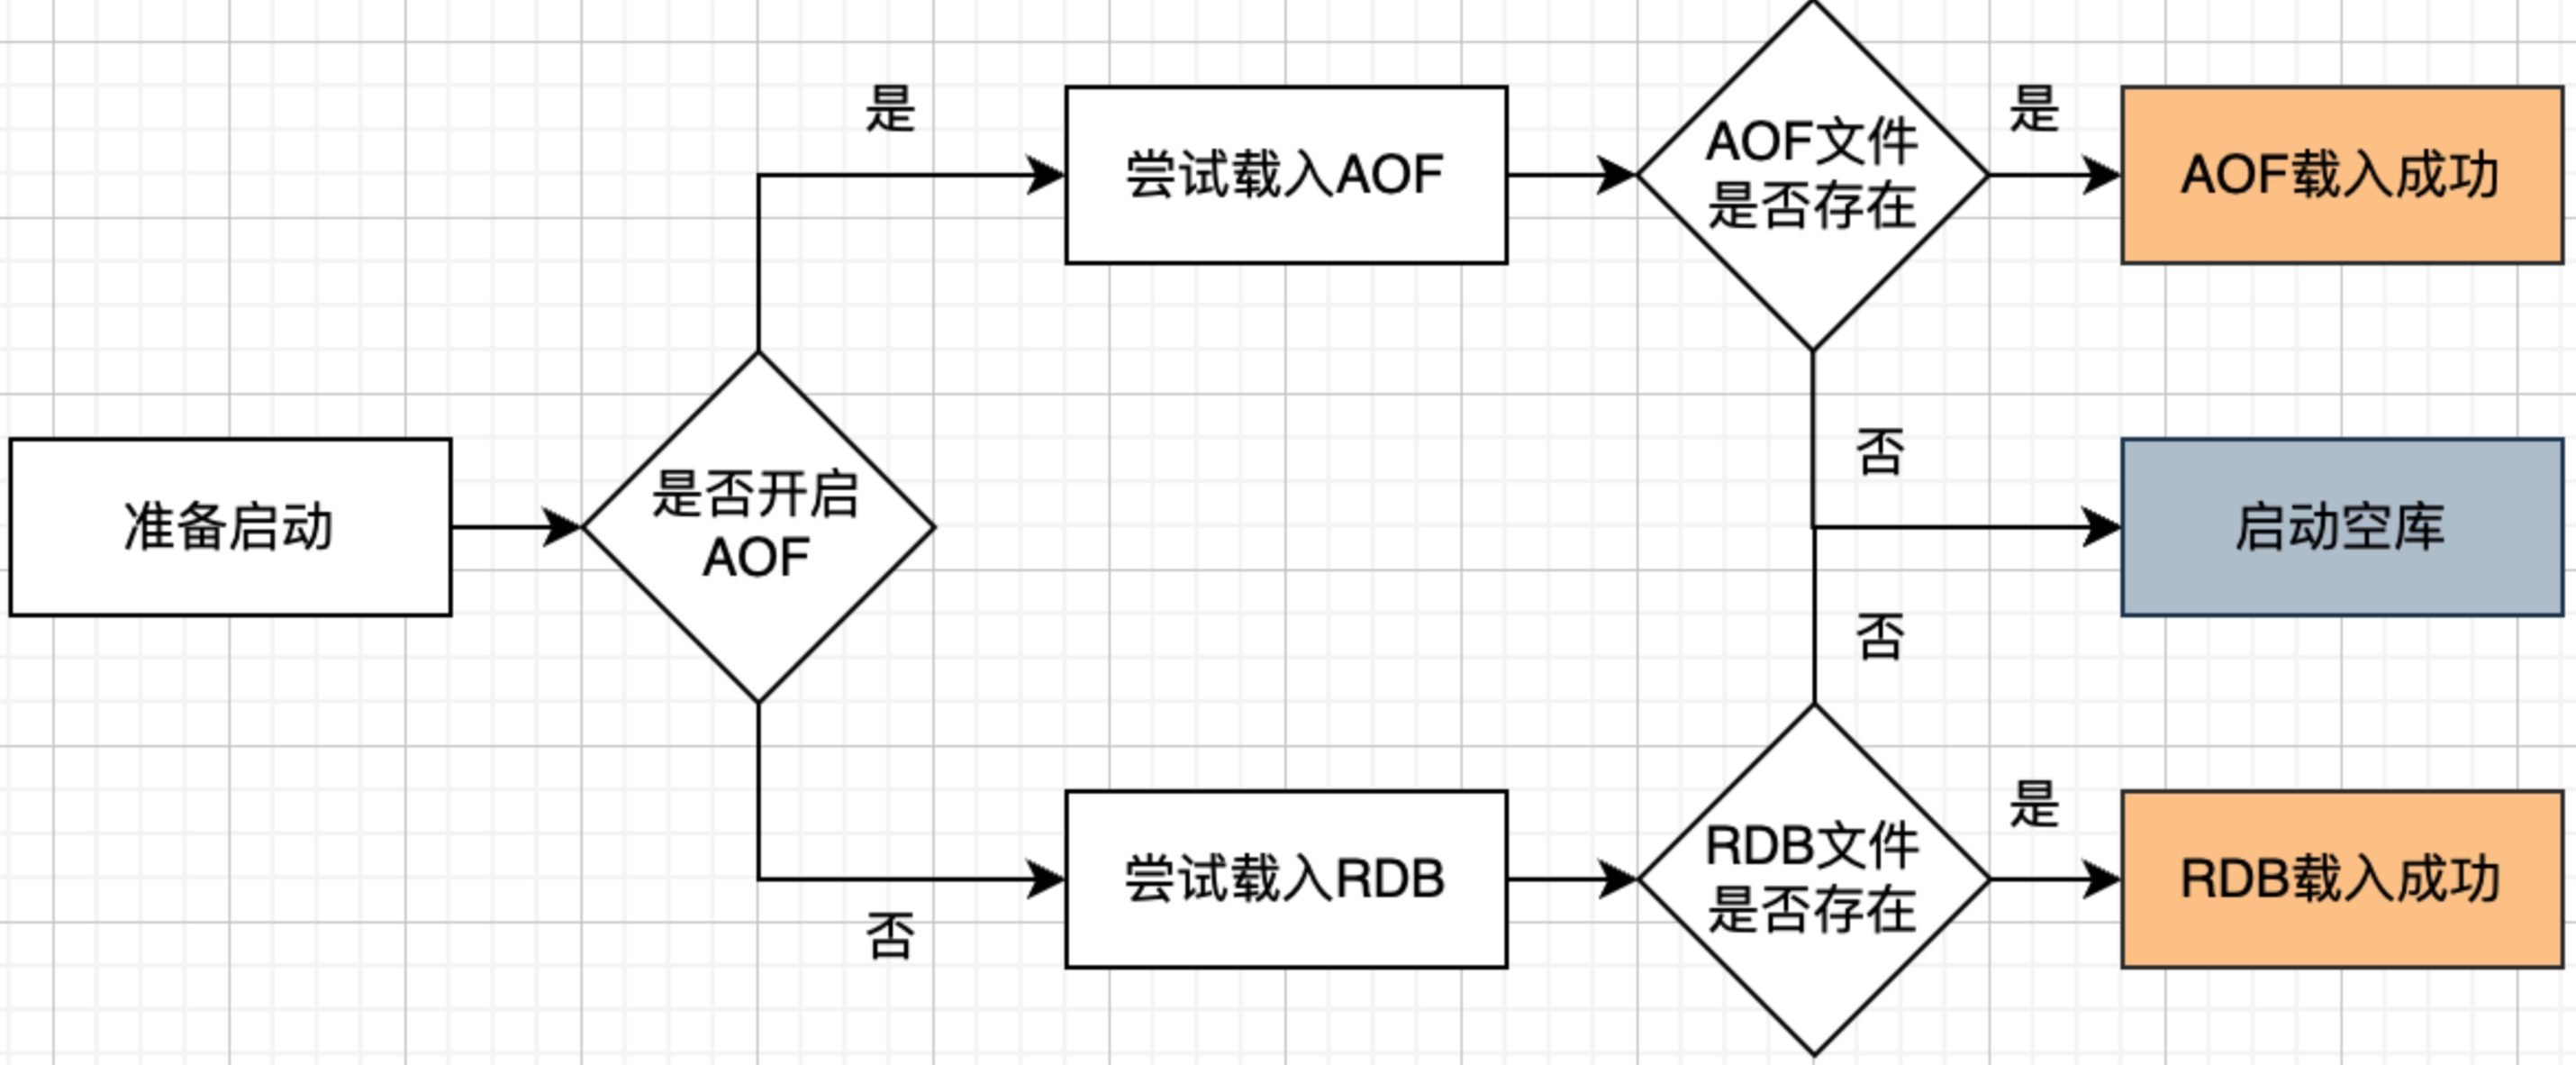 是
尝试载入AOF
AOF文件
是否存在
是
AOF载入成功
准备启动
是否开启
AOF
否
启动空库
否
否
尝试载入RDB
RDB文件
是否存在
是
RDB载入成功